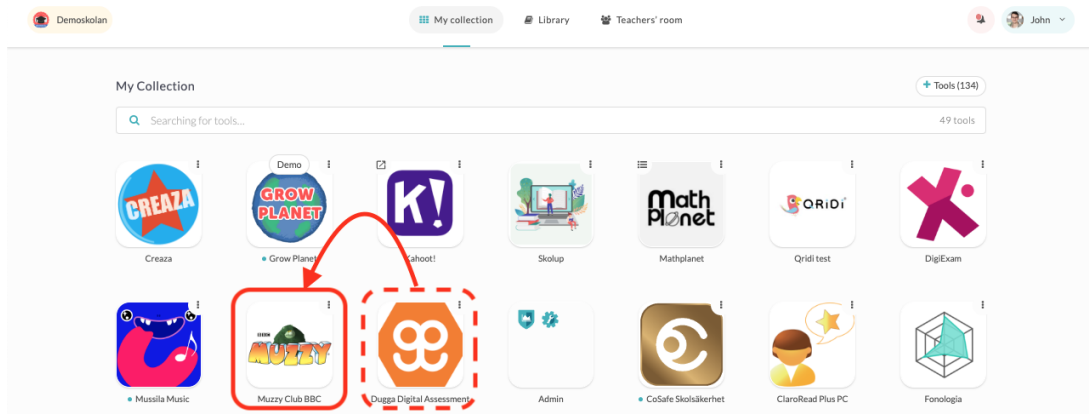 Demoskolan
My collection
Library
Teachers' room
John
My Collection
+ Tools (134)
Searching for tools...
49 tools
CREAZA
Demo
GROW
PLANET
K!
Math
Planet
QRiDi
Creaza
Grow Planet
Kahoot!
Skolup
Mathplanet
Qridi test
DigiExam
BBC
MUZZY
Mussila Music
Muzzy Club BBC
Dugga Digital Assessment
Admin
CoSafe Skolsäkerhet
ClaroRead Plus PC
Fonologia